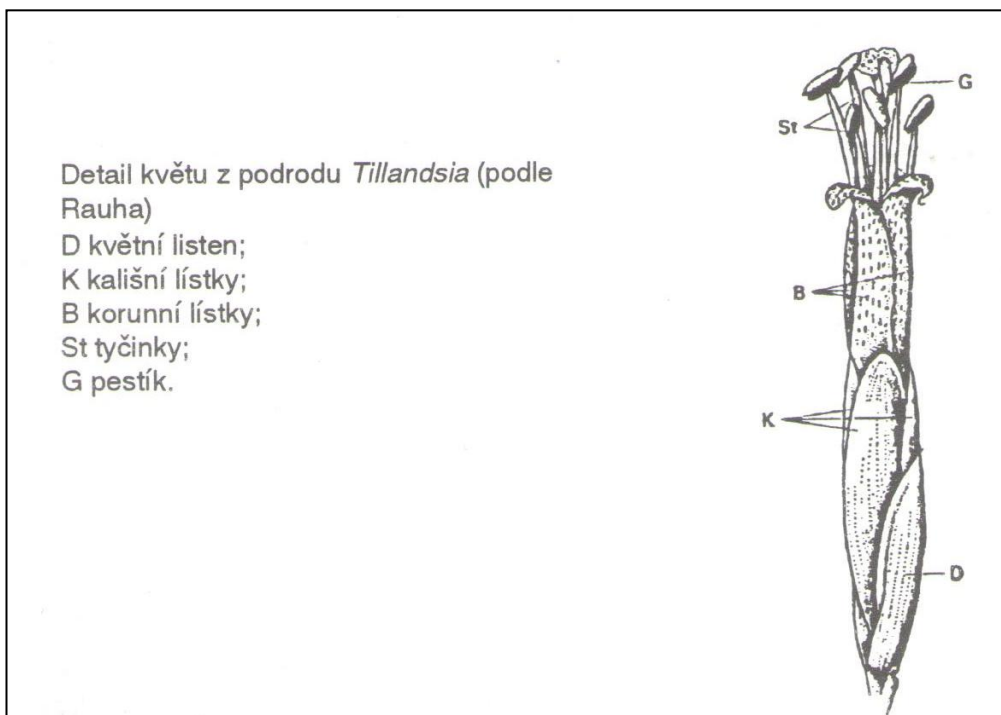 Detail květu z podrodu Tillandsia (podle
Rauha)
D květní listen;
K kališní lístky;
B korunní lístky;
St tyčinky;
G pestík.
G
St
B
K
D